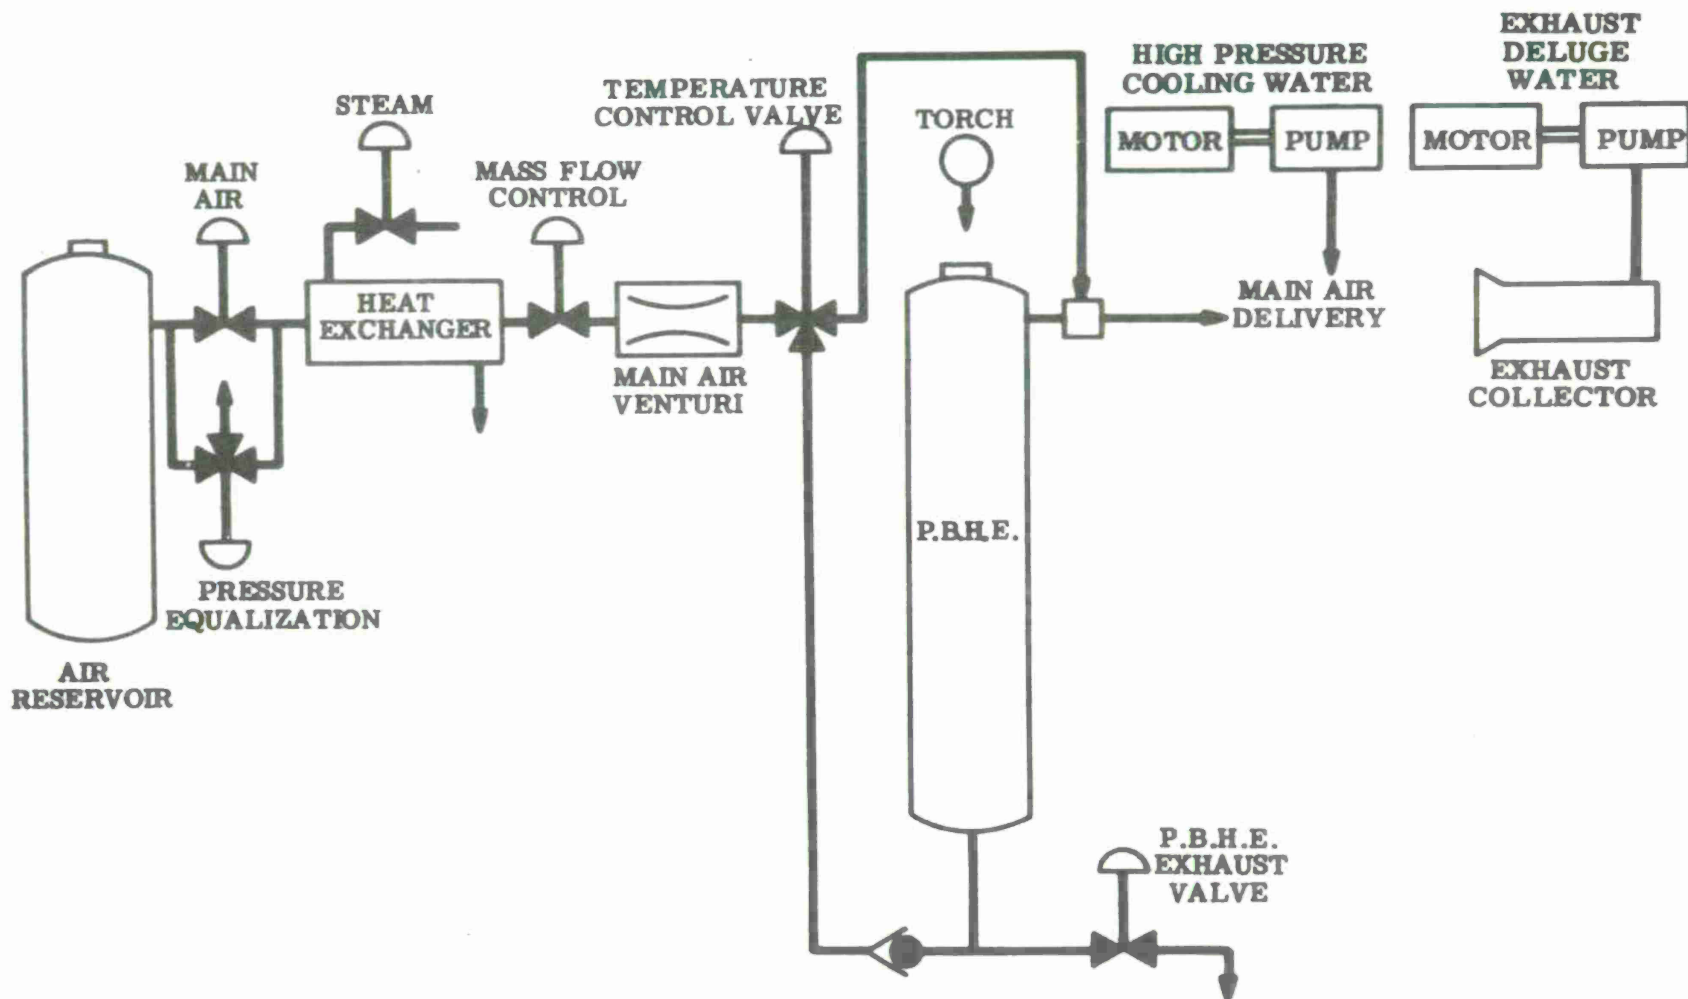 EXHAUST
DELUGE
WATER
HIGH PRESSURE
COOLING WATER
TEMPERATURE
CONTROL VALVE
STEAM
TORCH
MOTOR
PUMP
MOTOR
PUMP
MAIN
AIR
MASS FLOW
CONTROL
HEAT
EXCHANGER
MAIN AIR
DELIVERY
MAIN AIR
VENTURI
EXHAUST
COLLECTOR
P.B.H.E.
PRESSURE
EQUALIZATION
AIR
RESERVOIR
P.B.H.E.
EXHAUST
VALVE